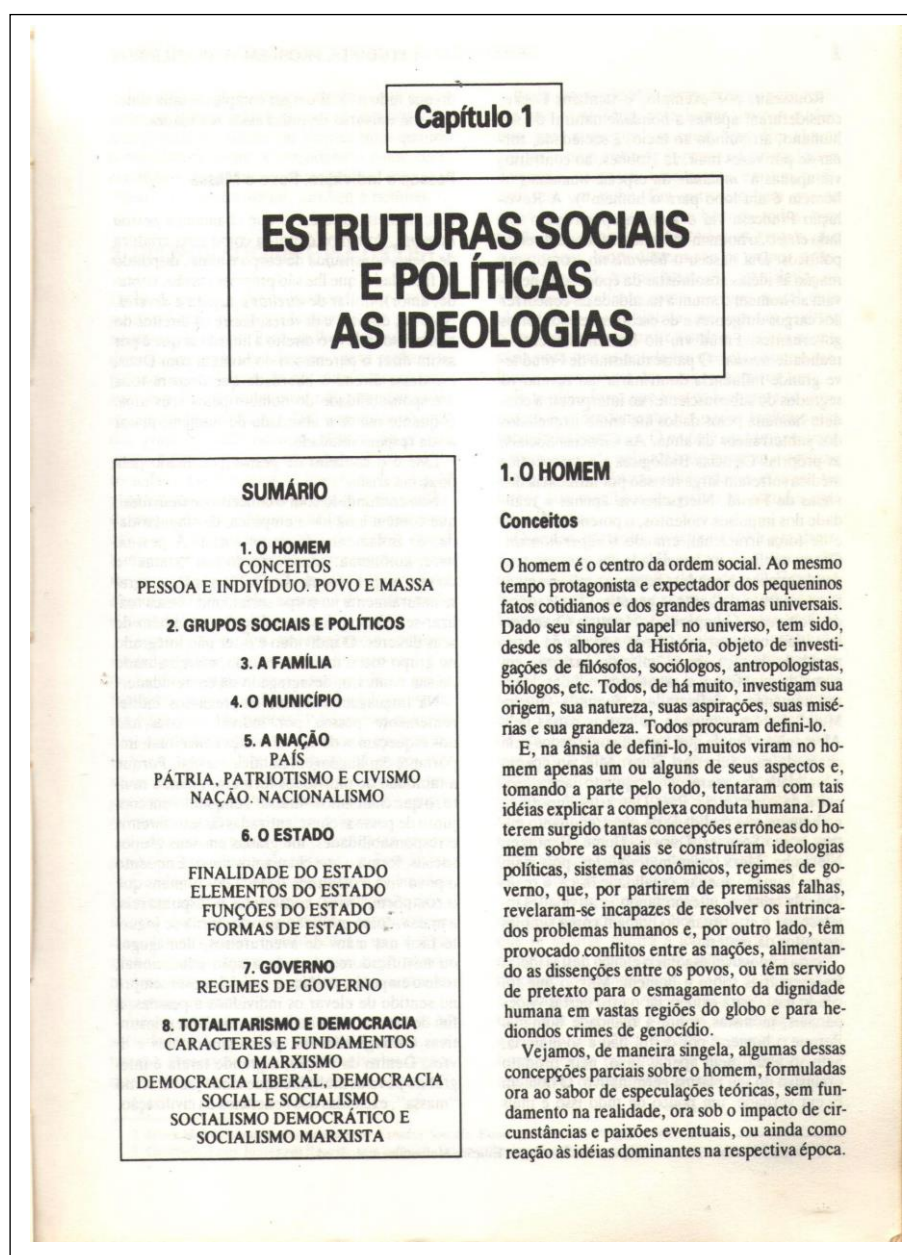 Capítulo 1
ESTRUTURAS SOCIAIS
E POLÍTICAS
AS IDEOLOGIAS
SUMÁRIO
1. O HOMEM
CONCEITOS
PESSOA E INDIVÍDUO. POVO E MASSA
2. GRUPOS SOCIAIS E POLÍTICOS
3. A FAMÍLIA
4. O MUNICÍPIO
5. A NAÇÃO
PAÍS
PÁTRIA, PATRIOTISMO E CIVISMO
NAÇÃO. NACIONALISMO
6. O ESTADO
FINALIDADE DO ESTADO
ELEMENTOS DO ESTADO
FUNÇÕES DO ESTADO
FORMAS DE ESTADO
7. GOVERNO
REGIMES DE GOVERNO
8. TOTALITARISMO E DEMOCRACIA
CARACTERES E FUNDAMENTOS
O MARXISMO
DEMOCRACIA LIBERAL, DEMOCRACIA
SOCIAL E SOCIALISMO
SOCIALISMO DEMOCRÁTICO E
SOCIALISMO MARXISTA
1. O HOMEM
Conceitos
O homem é o centro da ordem social. Ao mesmo
tempo protagonista e expectador dos pequeninos
fatos cotidianos e dos grandes dramas universais.
Dado seu singular papel no universo, tem sido,
desde os albores da História, objeto de investi-
gações de filósofos, sociólogos, antropologistas,
biólogos, etc. Todos, de há muito, investigam sua
origem, sua natureza, suas aspirações, suas misé-
rias e sua grandeza. Todos procuram defini-lo.
E, na ânsia de defini-lo, muitos viram no ho-
mem apenas um ou alguns de seus aspectos e,
tomando a parte pelo todo, tentaram com tais
idéias explicar a complexa conduta humana. Daí
terem surgido tantas concepções errôneas do ho-
mem sobre as quais se construíram ideologias
políticas, sistemas econômicos, regimes de go-
verno, que, por partirem de premissas falhas,
revelaram-se incapazes de resolver os intrinca-
dos problemas humanos e, por outro lado, têm
provocado conflitos entre as nações, alimentan-
do as dissenções entre os povos, ou têm servido
de pretexto para o esmagamento da dignidade
humana em vastas regiões do globo e para he-
diondos crimes de genocídio.
Vejamos, de maneira singela, algumas dessas
concepções parciais sobre o homem, formuladas
ora ao sabor de especulações teóricas, sem fun-
damento na realidade, ora sob o impacto de cir-
cunstâncias e paixões eventuais, ou ainda como
reação às idéias dominantes na respectiva época.